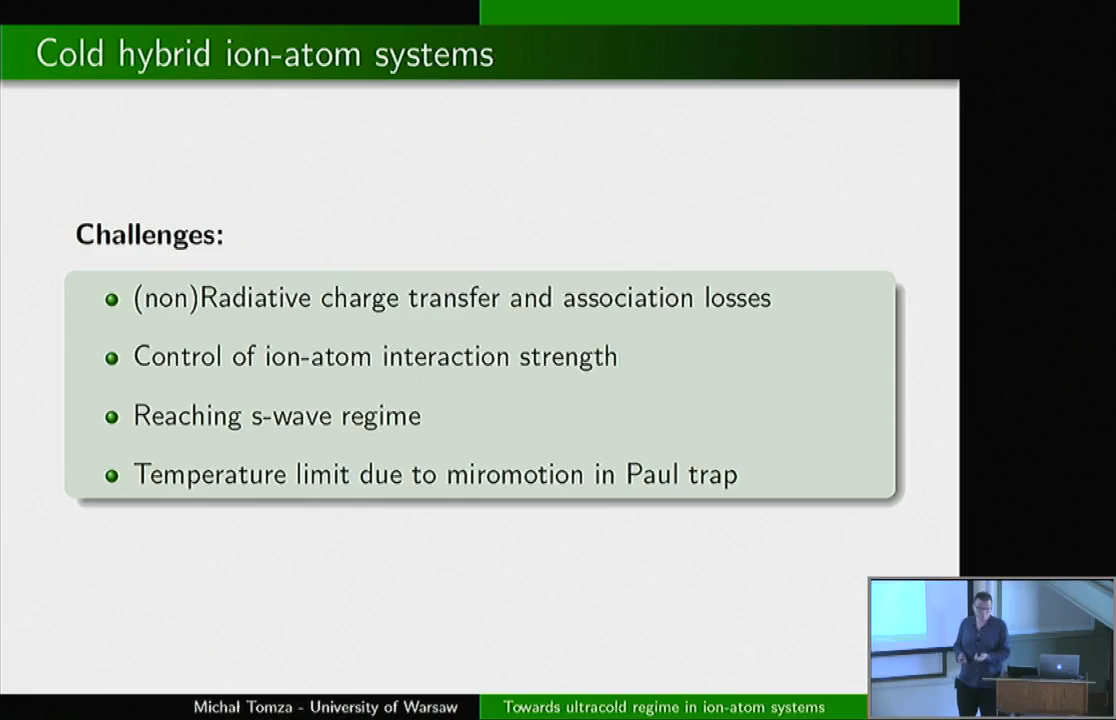 Cold hybrid ion-atom systems
Challenges:
(non)Radiative charge transfer and association losses
Control of ion-atom interaction strength
Reaching s-wave regime
Temperature limit due to miromotion in Paul trap
Michał Tomza - University of Warsaw
Towards ultracold regime in ion-atom systems